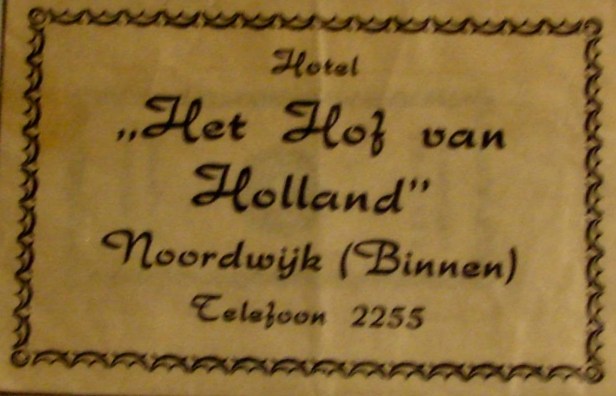 Hotel
„Het Hof van
Holland”
Noordwijk (Binnen)
Telefoon 2255